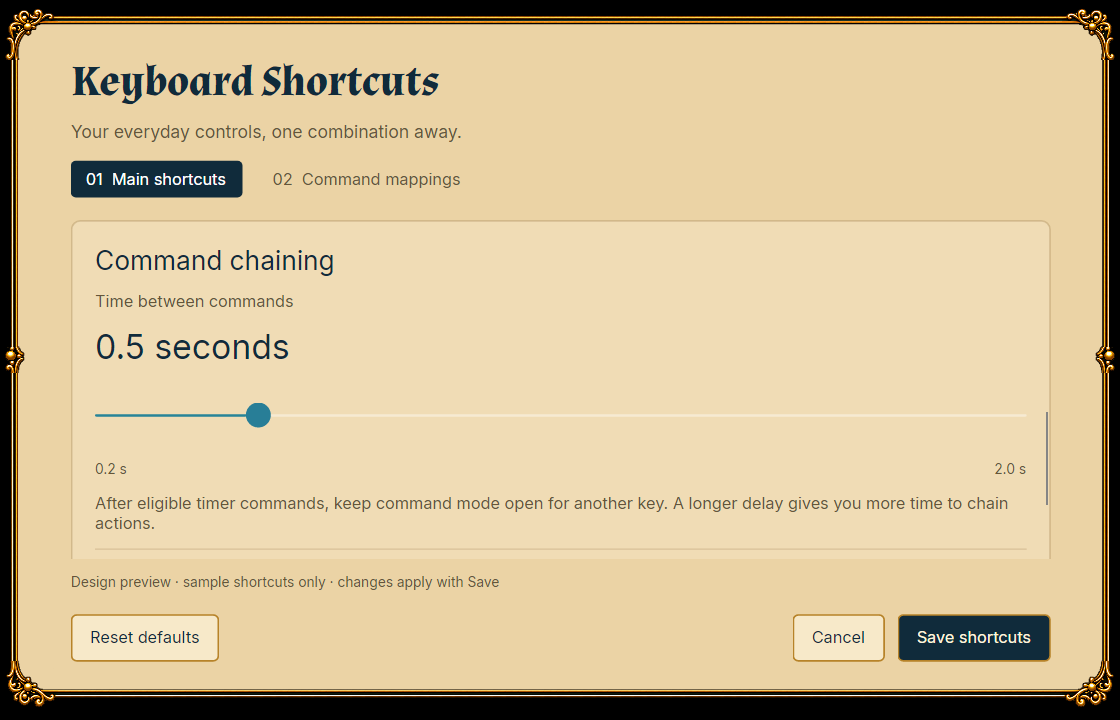 Keyboard Shortcuts
Your everyday controls, one combination away.
01 Main shortcuts
02 Command mappings
Command chaining
Time between commands
0.5 seconds
0.2 s
2.0 s
After eligible timer commands, keep command mode open for another key. A longer delay gives you more time to chain
actions.
Design preview · sample shortcuts only · changes apply with Save
Reset defaults
Cancel
Save shortcuts